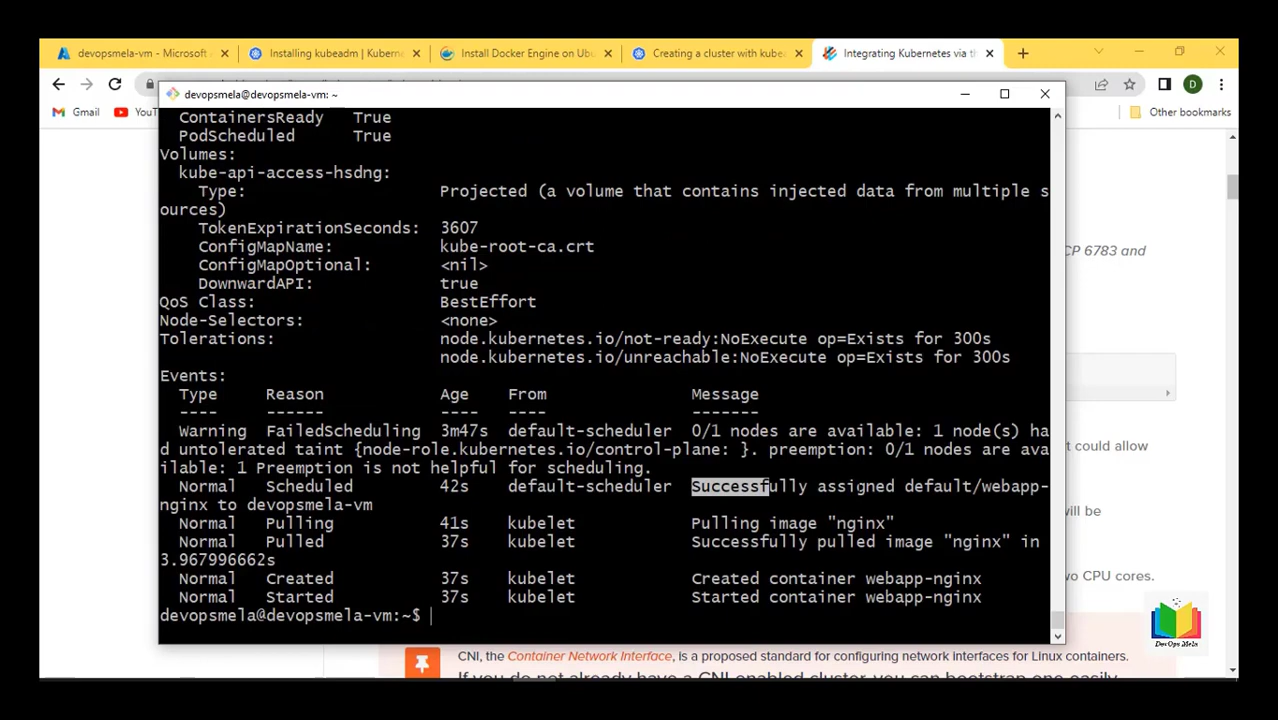 devopsmela-vm - Microsoft
Installing kubeadm | Kuberne
Install Docker Engine on Ubu
Creating a cluster with kube
Integrating Kubernetes via th
devopsmela@devopsmela-vm: ~
D
Gmail
YouT
Other bookmarks
ContainersReady True
PodScheduled True
Volumes:
kube-api-access-hsdng:
Type: Projected (a volume that contains injected data from multiple s
ources)
TokenExpirationSeconds: 3607
ConfigMapName: kube-root-ca.crt
ConfigMapOptional: <nil>
DownwardAPI: true
QoS Class: BestEffort
Node-Selectors: <none>
Tolerations: node.kubernetes.io/not-ready:NoExecute op=Exists for 300s
node.kubernetes.io/unreachable:NoExecute op=Exists for 300s
Events:
Type Reason Age From Message
---- ------ ---- ---- -------
Warning FailedScheduling 3m47s default-scheduler 0/1 nodes are available: 1 node(s) ha
d untolerated taint {node-role.kubernetes.io/control-plane: }. preemption: 0/1 nodes are ava
ilable: 1 Preemption is not helpful for scheduling.
Normal Scheduled 42s default-scheduler Successfully assigned default/webapp-
nginx to devopsmela-vm
Normal Pulling 41s kubelet Pulling image "nginx"
Normal Pulled 37s kubelet Successfully pulled image "nginx" in
3.967996662s
Normal Created 37s kubelet Created container webapp-nginx
Normal Started 37s kubelet Started container webapp-nginx
devopsmela@devopsmela-vm:~$
CP 6783 and
t could allow
will be
wo CPU cores.
DevOps Mela
CNI, the Container Network Interface, is a proposed standard for configuring network interfaces for Linux containers.
If you do not already have a CNI enabled cluster, you can bootstrap one easily